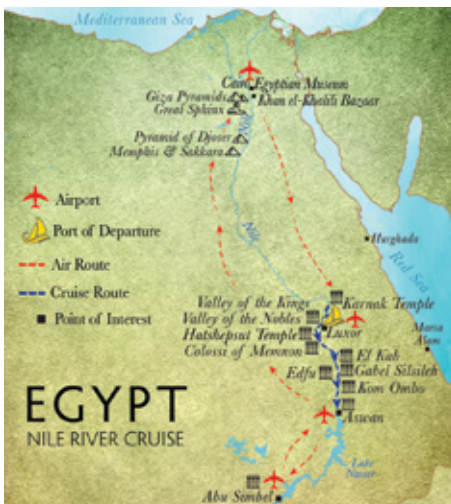 Mediterranean Sea
Cairo
Egyptian Museum
Giza Pyramids
Khan el-Khalili Bazaar
Great Sphinx
Nile
Pyramid of Djoser
Memphis & Sakkara
Airport
Port of Departure
Air Route
Cruise Route
Point of Interest
Nile
Hurghada
Red Sea
Valley of the Kings
Karnak Temple
Valley of the Nobles
Luxor
Hatshepsut Temple
Colossi of Memnon
Marsa
Alam
El Kab
Gabel Silsileh
Edfu
Kom Ombo
Aswan
EGYPT
NILE RIVER CRUISE
Lake
Nasser
Abu Simbel